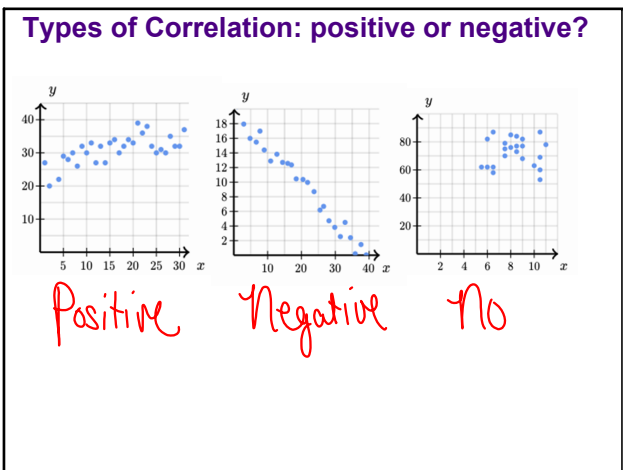 Types of Correlation: positive or negative?
y
40
30
20
10
5 10 15 20 25 30 x
y
18
16
14
12
10
8
6
4
2
10 20 30 40 x
y
80
60
40
20
2 4 6 8 10 x
Positive Negative No